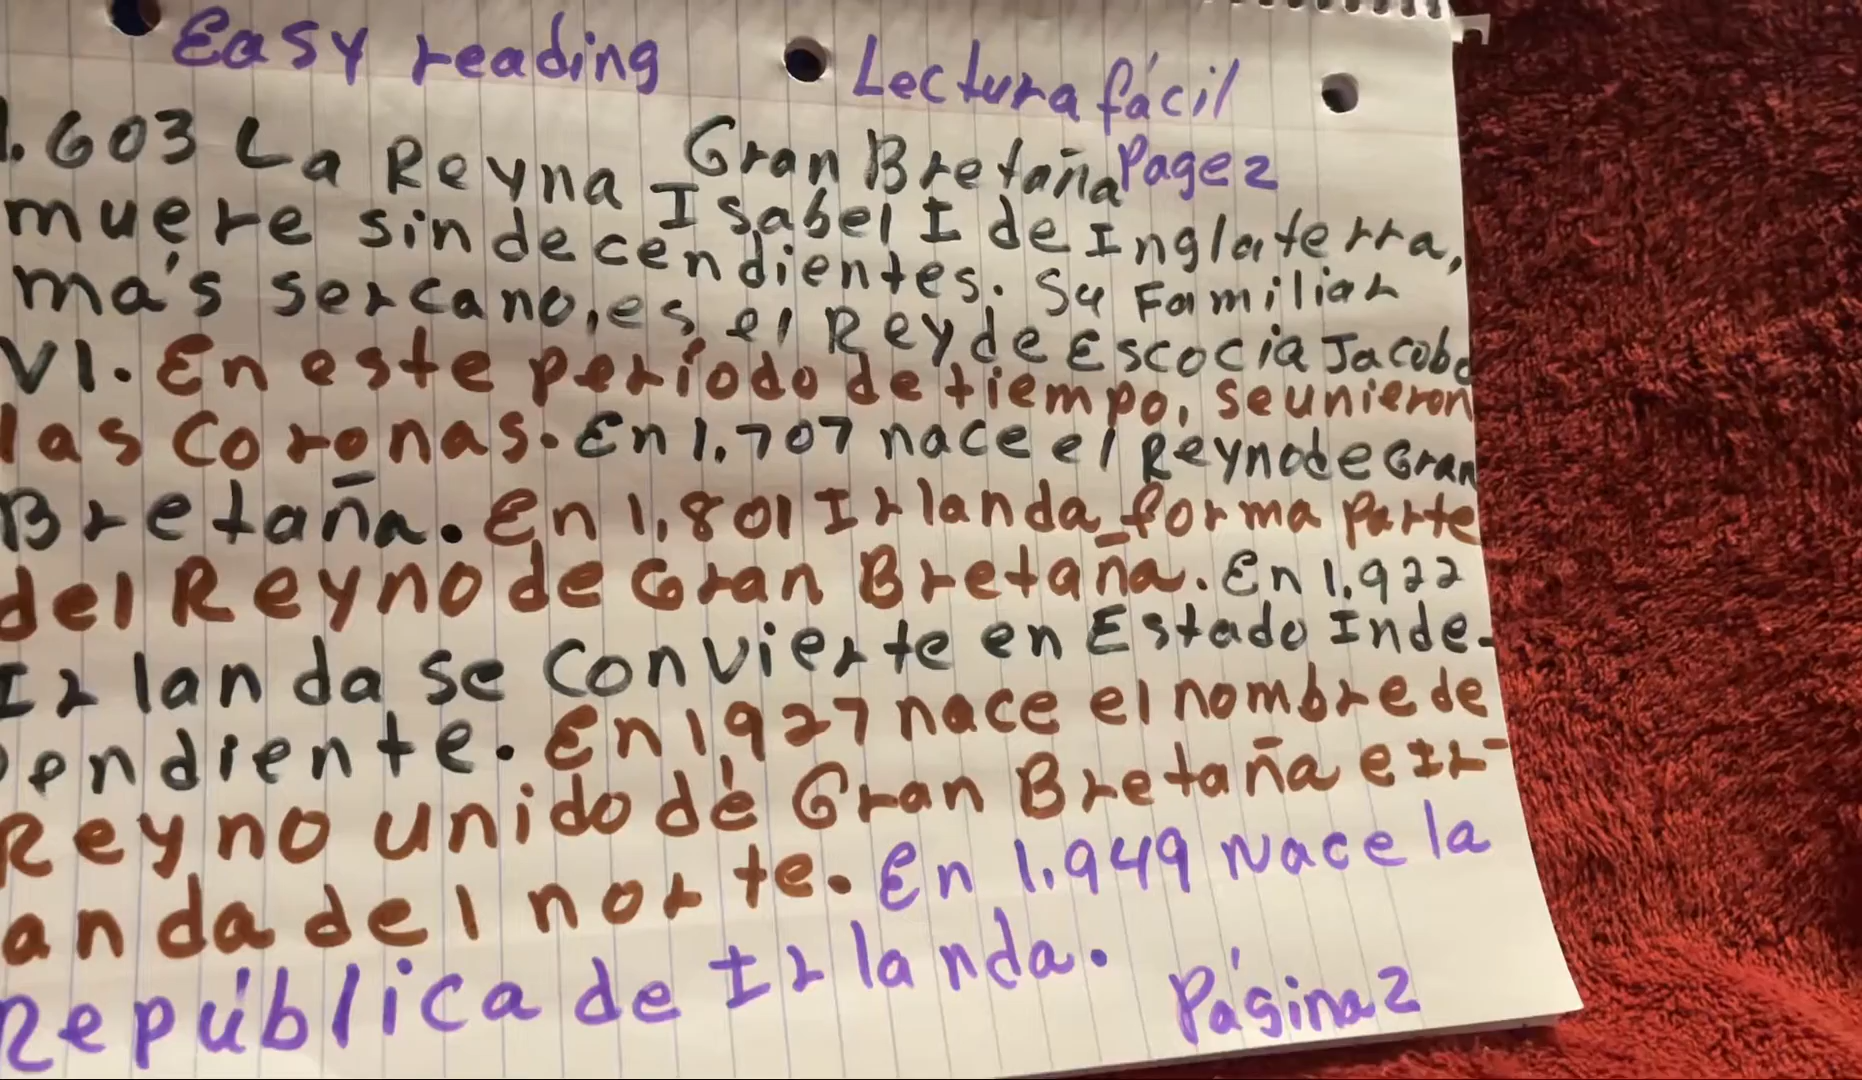 Easy reading Lectura fácil
Gran Bretaña Page 2
1.603 La Reyna Isabel I de Inglaterra,
muere sin decendientes. Su Familiar
más sercano, es el Rey de Escocia Jacobo
VI. En este período de tiempo, se unieron
las Coronas. En 1.707 nace el Reyno de Gran
Bretaña. En 1.801 Irlanda forma parte
del Reyno de Gran Bretaña. En 1.922
Irlanda se convierte en Estado Inde-
pendiente. En 1927 nace el nombre de
Reyno unido de Gran Bretaña e Ir-
anda del norte. En 1.949 Nace la
República de Irlanda.
Página 2